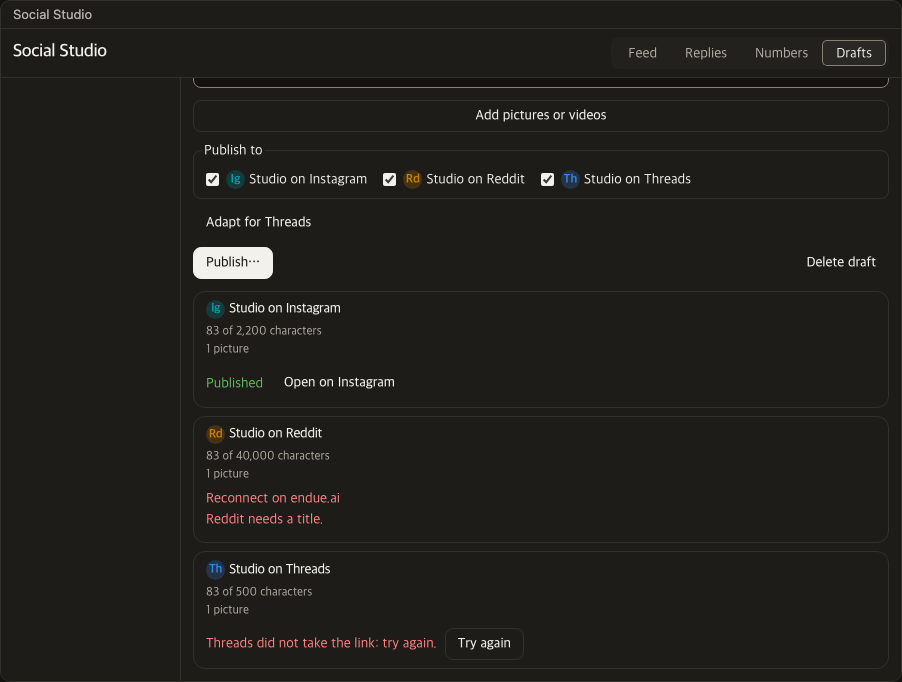 Social Studio
Social Studio
Feed Replies Numbers Drafts
Add pictures or videos
Publish to
Ig Studio on Instagram Rd Studio on Reddit Th Studio on Threads
Adapt for Threads
Publish… Delete draft
Ig Studio on Instagram
83 of 2,200 characters
1 picture
Published Open on Instagram
Rd Studio on Reddit
83 of 40,000 characters
1 picture
Reconnect on endue.ai
Reddit needs a title.
Th Studio on Threads
83 of 500 characters
1 picture
Threads did not take the link: try again. Try again